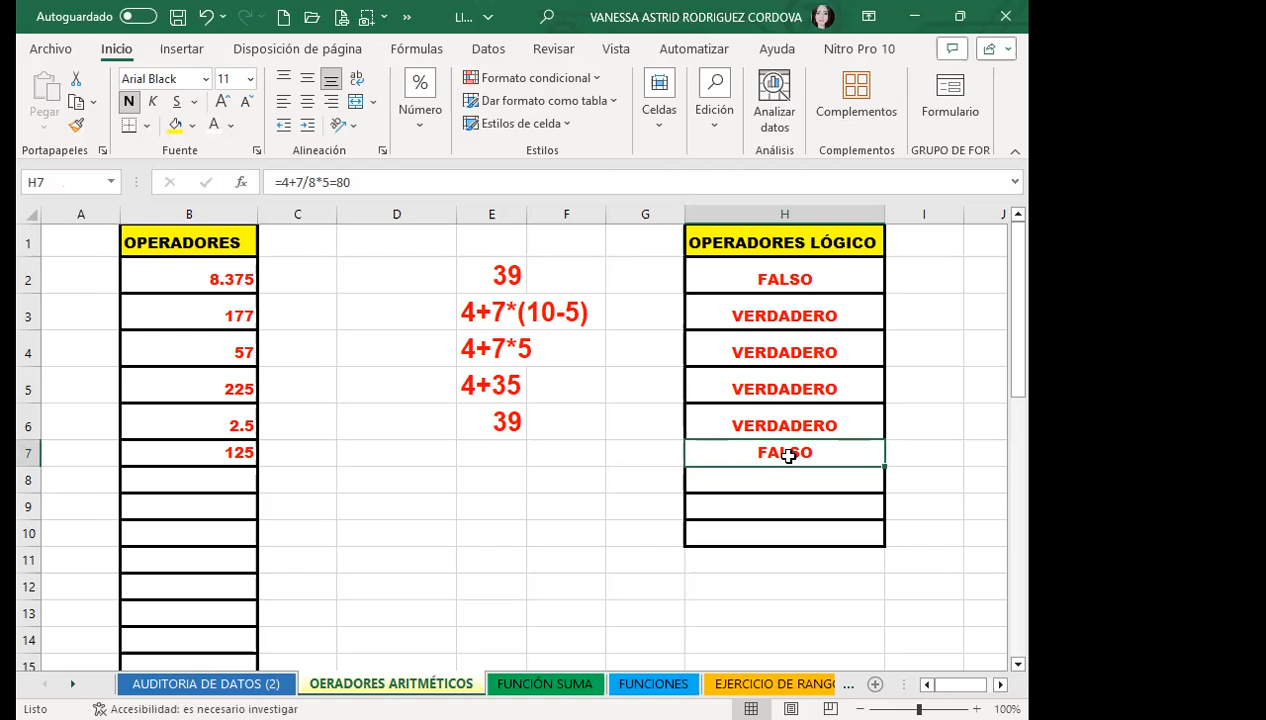 Autoguardado LI... VANESSA ASTRID RODRIGUEZ CORDOVA
Archivo Inicio Insertar Disposición de página Fórmulas Datos Revisar Vista Automatizar Ayuda Nitro Pro 10
Pegar Arial Black 11 % Número Formato condicional Celdas Edición Analizar datos Complementos Formulario
N K S A A Dar formato como tabla
A Estilos de celda
Portapapeles Fuente Alineación Estilos Análisis Complementos GRUPO DE FOR
H7 fx =4+7/8*5=80
A B C D E F G H I J
1 OPERADORES OPERADORES LÓGICO
2 8.375 39 FALSO
3 177 4+7*(10-5) VERDADERO
4 57 4+7*5 VERDADERO
5 225 4+35 VERDADERO
6 2.5 39 VERDADERO
7 125 FALSO
8
9
10
11
12
13
14
15
AUDITORIA DE DATOS (2) OERADORES ARITMÉTICOS FUNCIÓN SUMA FUNCIONES EJERCICIO DE RANGO ...
Listo Accesibilidad: es necesario investigar 100%